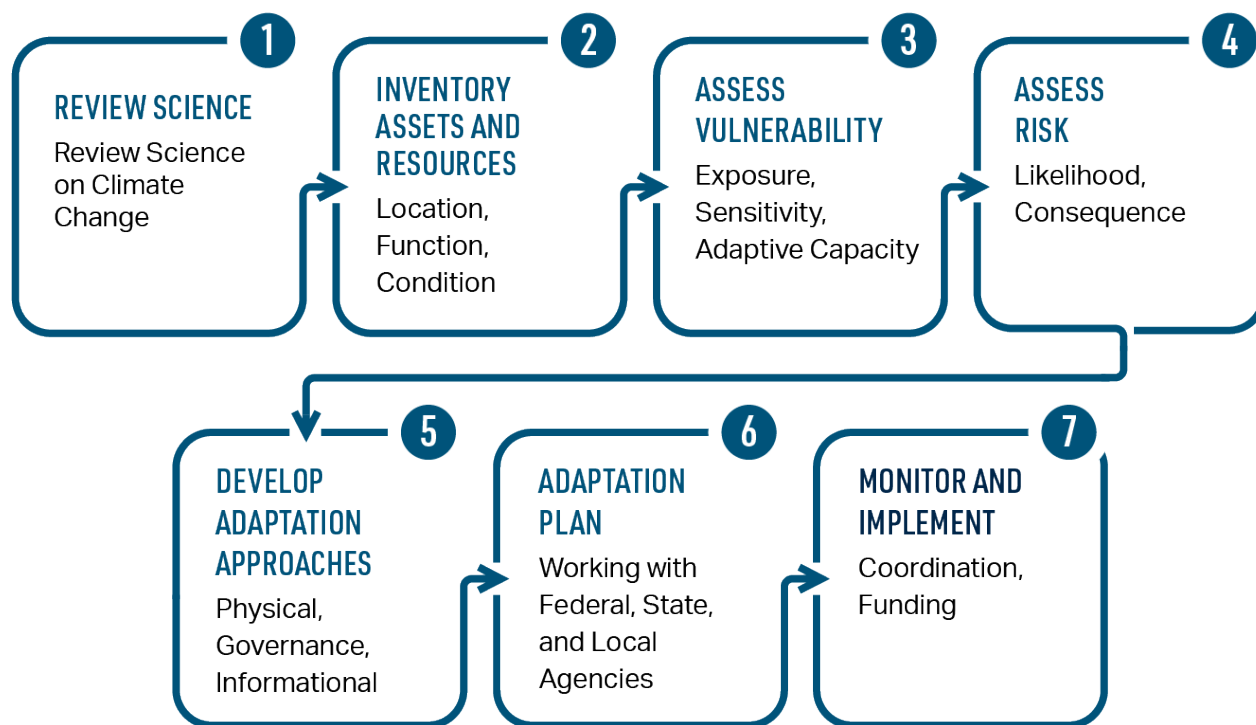 1
REVIEW SCIENCE
Review Science
on Climate
Change
2
INVENTORY
ASSETS AND
RESOURCES
Location,
Function,
Condition
3
ASSESS
VULNERABILITY
Exposure,
Sensitivity,
Adaptive Capacity
4
ASSESS
RISK
Likelihood,
Consequence
5
DEVELOP
ADAPTATION
APPROACHES
Physical,
Governance,
Informational
6
ADAPTATION
PLAN
Working with
Federal, State,
and Local
Agencies
7
MONITOR AND
IMPLEMENT
Coordination,
Funding